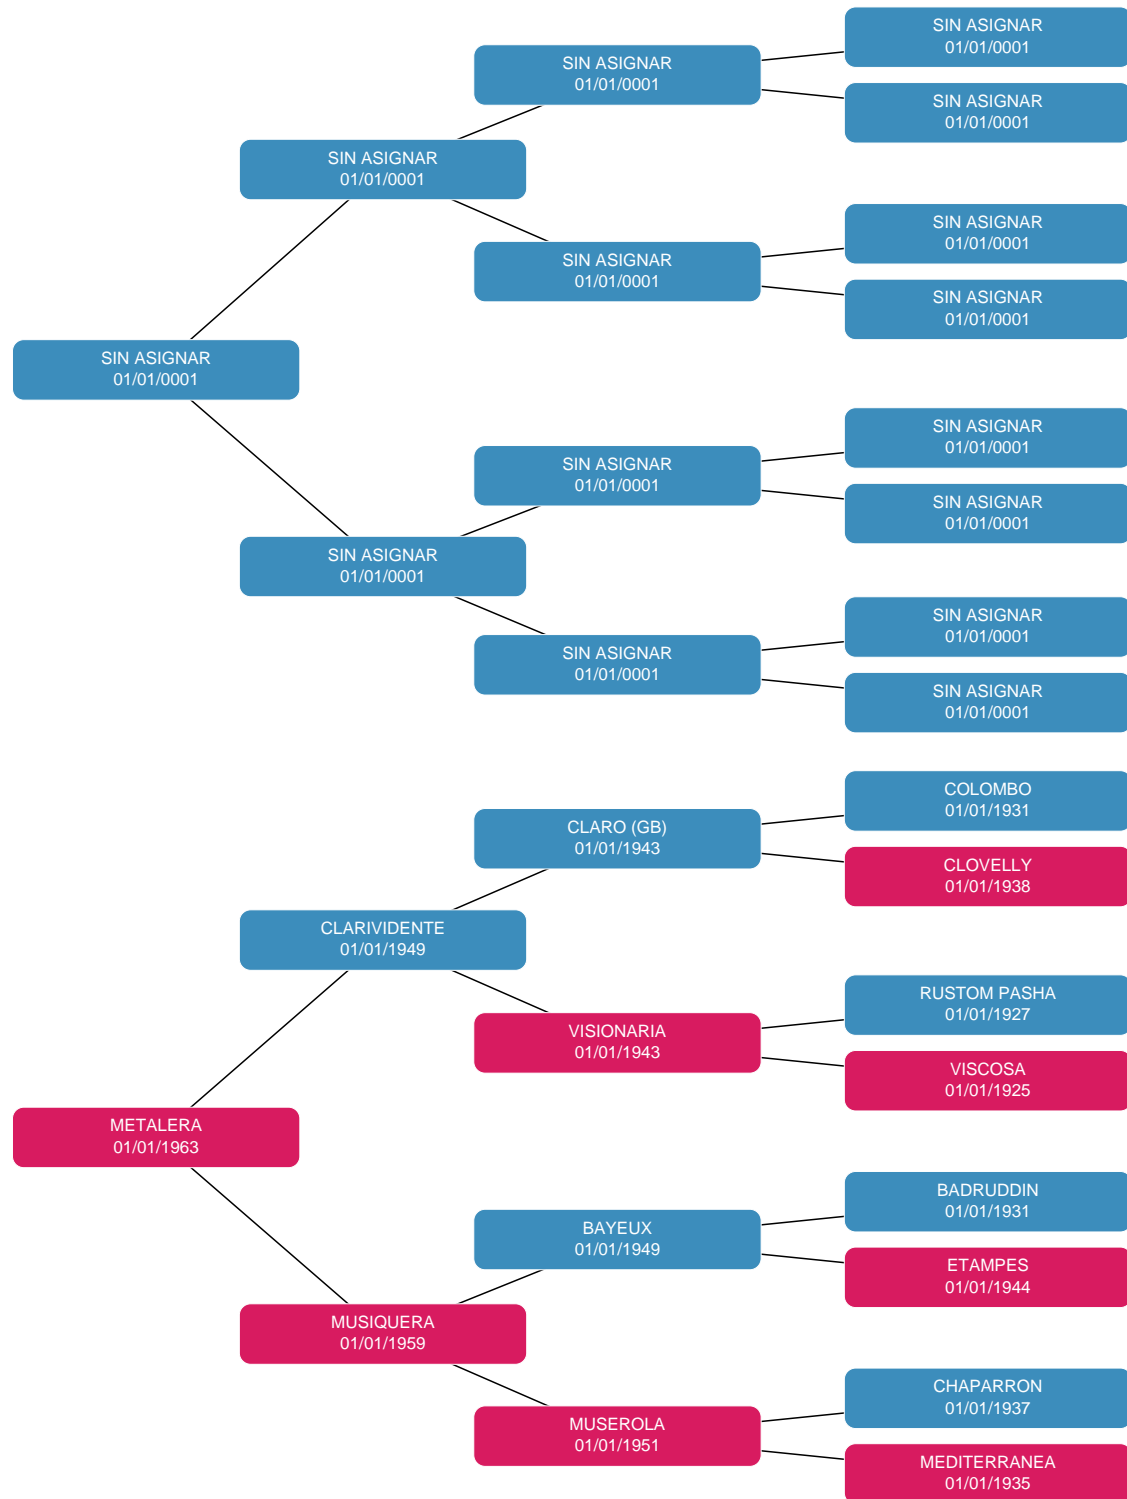 SIN ASIGNAR
01/01/0001
SIN ASIGNAR
01/01/0001
SIN ASIGNAR
01/01/0001
SIN ASIGNAR
01/01/0001
SIN ASIGNAR
01/01/0001
SIN ASIGNAR
01/01/0001
SIN ASIGNAR
01/01/0001
SIN ASIGNAR
01/01/0001
SIN ASIGNAR
01/01/0001
SIN ASIGNAR
01/01/0001
SIN ASIGNAR
01/01/0001
SIN ASIGNAR
01/01/0001
SIN ASIGNAR
01/01/0001
SIN ASIGNAR
01/01/0001
SIN ASIGNAR
01/01/0001
COLOMBO
01/01/1931
CLARO (GB)
01/01/1943
CLOVELLY
01/01/1938
CLARIVIDENTE
01/01/1949
RUSTOM PASHA
01/01/1927
VISIONARIA
01/01/1943
VISCOSA
01/01/1925
METALERA
01/01/1963
BADRUDDIN
01/01/1931
BAYEUX
01/01/1949
ETAMPES
01/01/1944
MUSIQUERA
01/01/1959
CHAPARRON
01/01/1937
MUSEROLA
01/01/1951
MEDITERRANEA
01/01/1935